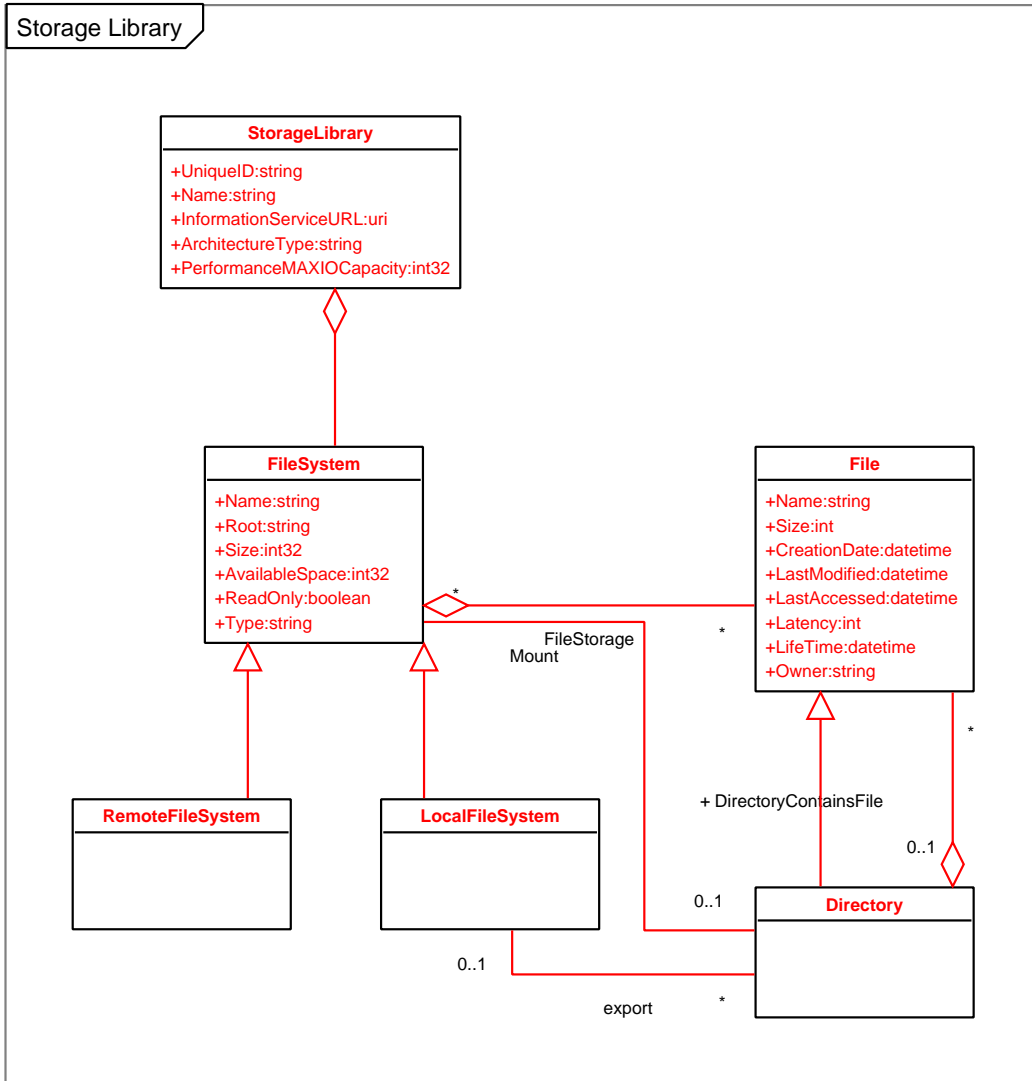 Storage Library
StorageLibrary
+UniqueID:string
+Name:string
+InformationServiceURL:uri
+ArchitectureType:string
+PerformanceMAXIOCapacity:int32
FileSystem
+Name:string
+Root:string
+Size:int32
+AvailableSpace:int32
+ReadOnly:boolean
+Type:string
File
+Name:string
+Size:int
+CreationDate:datetime
+LastModified:datetime
+LastAccessed:datetime
+Latency:int
+LifeTime:datetime
+Owner:string
*
*
FileStorage
Mount
*
RemoteFileSystem
LocalFileSystem
+ DirectoryContainsFile
0..1
0..1
Directory
0..1
*
export